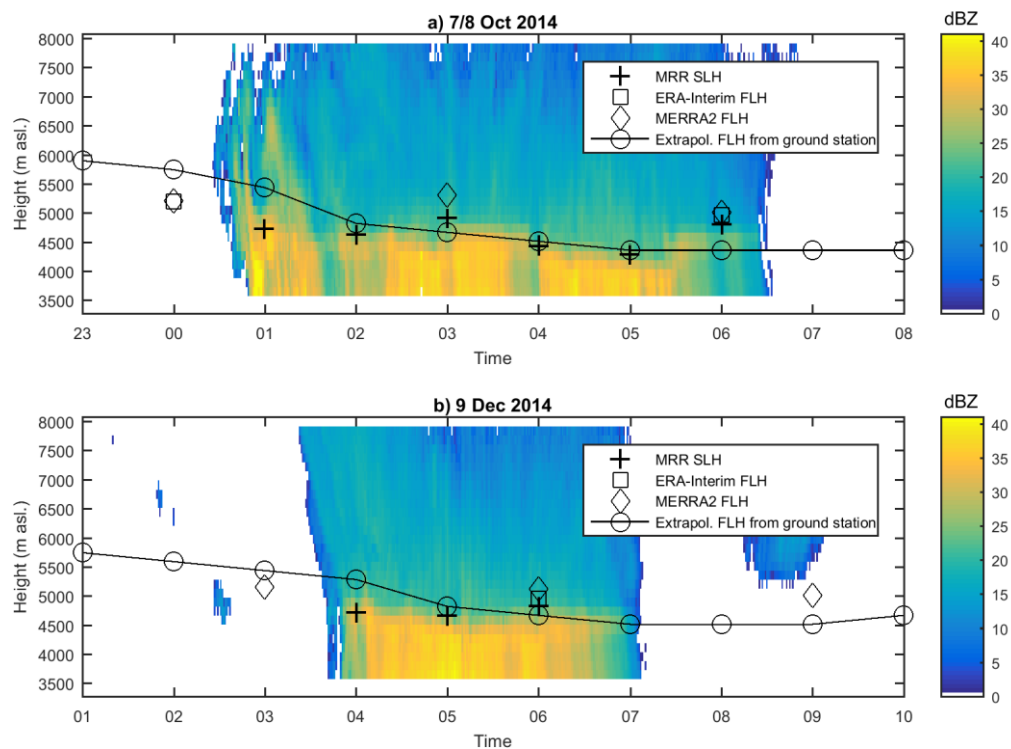 a) 7/8 Oct 2014
dBZ
Height (m asl.)
8000
7500
7000
6500
6000
5500
5000
4500
4000
3500
MRR SLH
ERA-Interim FLH
MERRA2 FLH
Extrapol. FLH from ground station
40
35
30
25
20
15
10
5
0
23 00 01 02 03 04 05 06 07 08
Time
b) 9 Dec 2014
dBZ
Height (m asl.)
8000
7500
7000
6500
6000
5500
5000
4500
4000
3500
MRR SLH
ERA-Interim FLH
MERRA2 FLH
Extrapol. FLH from ground station
40
35
30
25
20
15
10
5
0
01 02 03 04 05 06 07 08 09 10
Time